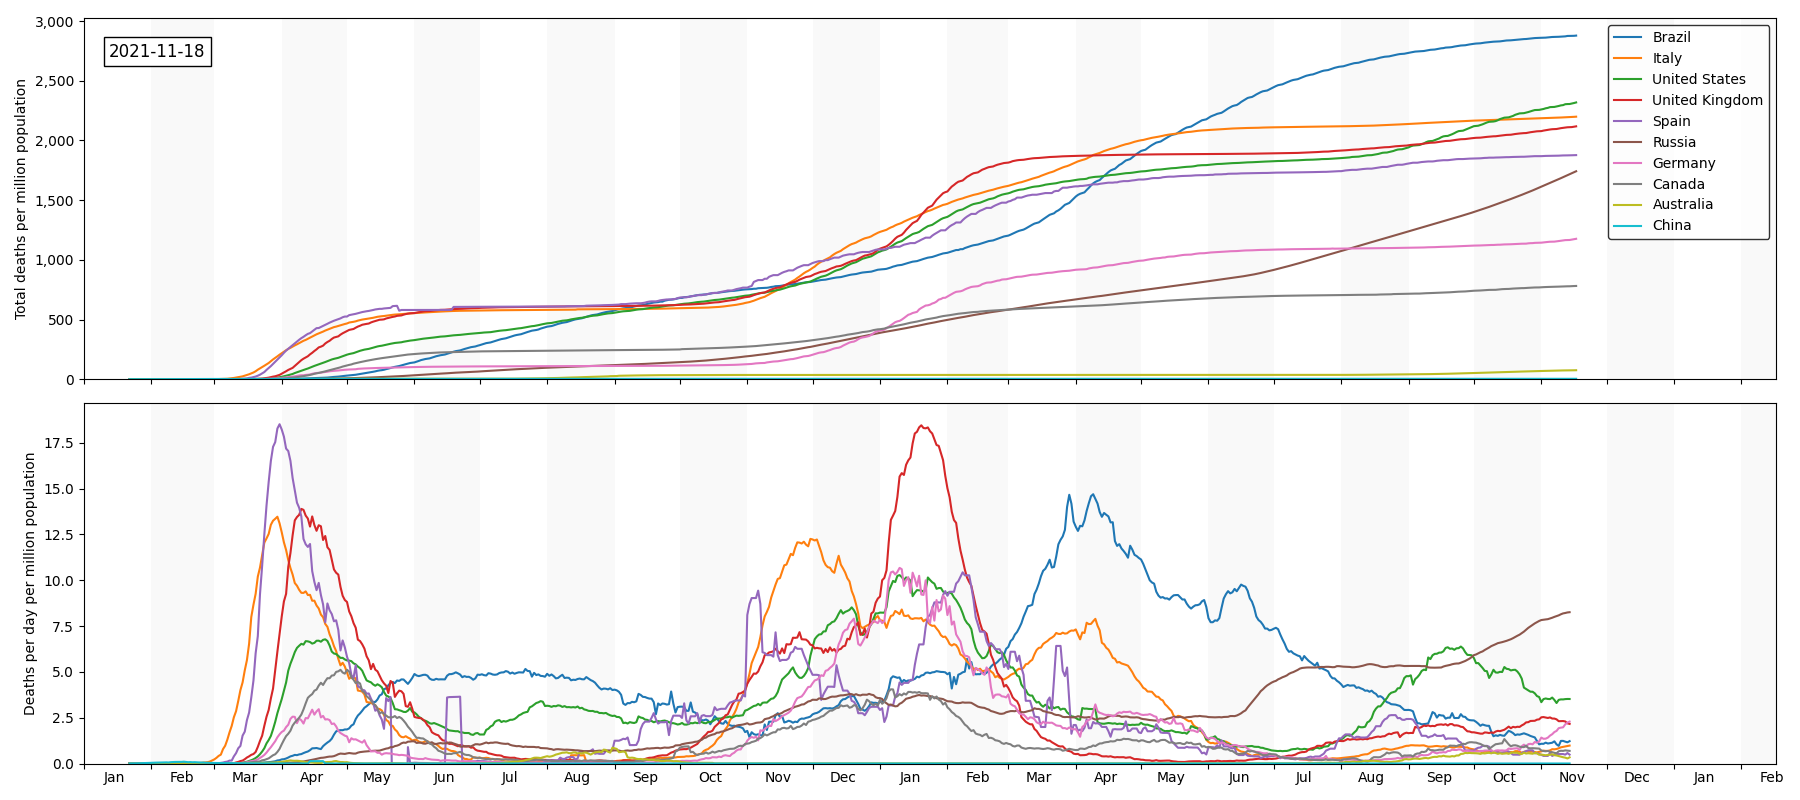 3,000
2,500
2,000
1,500
1,000
500
0
Total deaths per million population
2021-11-18
Brazil
Italy
United States
United Kingdom
Spain
Russia
Germany
Canada
Australia
China
17.5
15.0
12.5
10.0
7.5
5.0
2.5
0.0
Deaths per day per million population
Jan Feb Mar Apr May Jun Jul Aug Sep Oct Nov Dec Jan Feb Mar Apr May Jun Jul Aug Sep Oct Nov Dec Jan Feb